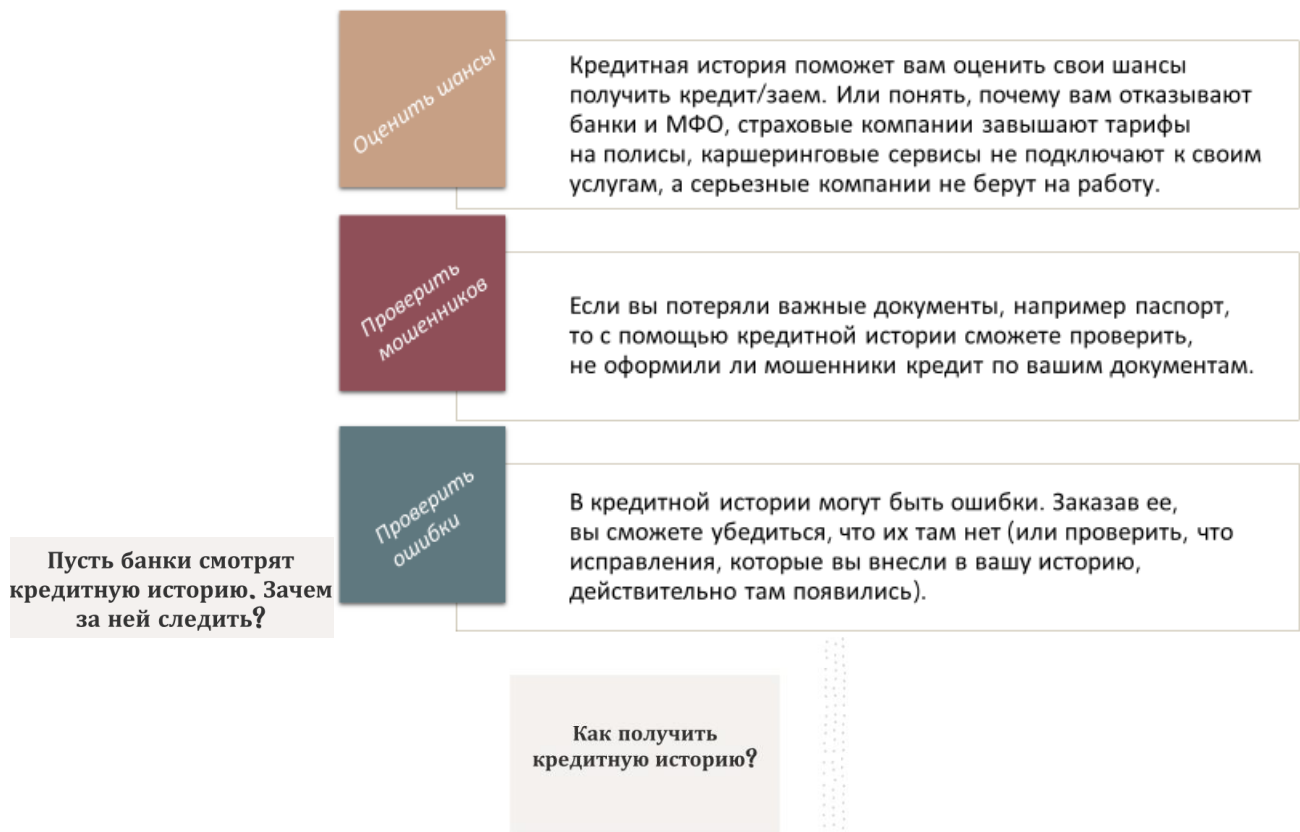 Оценить шансы
Кредитная история поможет вам оценить свои шансы
получить кредит/заем. Или понять, почему вам отказывают
банки и МФО, страховые компании завышают тарифы
на полисы, каршеринговые сервисы не подключают к своим
услугам, а серьезные компании не берут на работу.
Проверить
мошенников
Если вы потеряли важные документы, например паспорт,
то с помощью кредитной истории сможете проверить,
не оформили ли мошенники кредит по вашим документам.
Проверить
ошибки
В кредитной истории могут быть ошибки. Заказав ее,
вы сможете убедиться, что их там нет (или проверить, что
исправления, которые вы внесли в вашу историю,
действительно там появились).
Пусть банки смотрят
кредитную историю. Зачем
за ней следить?
Как получить
кредитную историю?